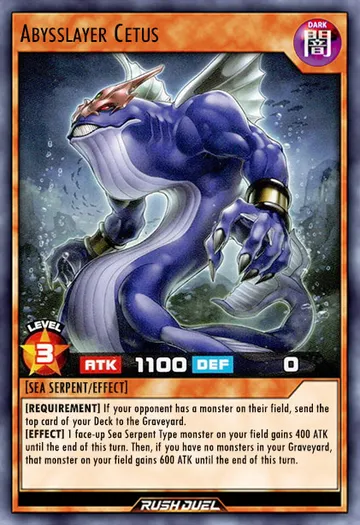 Abysslayer Cetus
DARK
闇
LEVEL
3
ATK 1100 DEF 0
[SEA SERPENT/EFFECT]
[REQUIREMENT] If your opponent has a monster on their field, send the
top card of your Deck to the Graveyard.
[EFFECT] 1 face-up Sea Serpent Type monster on your field gains 400 ATK
until the end of this turn. Then, if you have no monsters in your Graveyard,
that monster on your field gains 600 ATK until the end of this turn.
RUSH DUEL